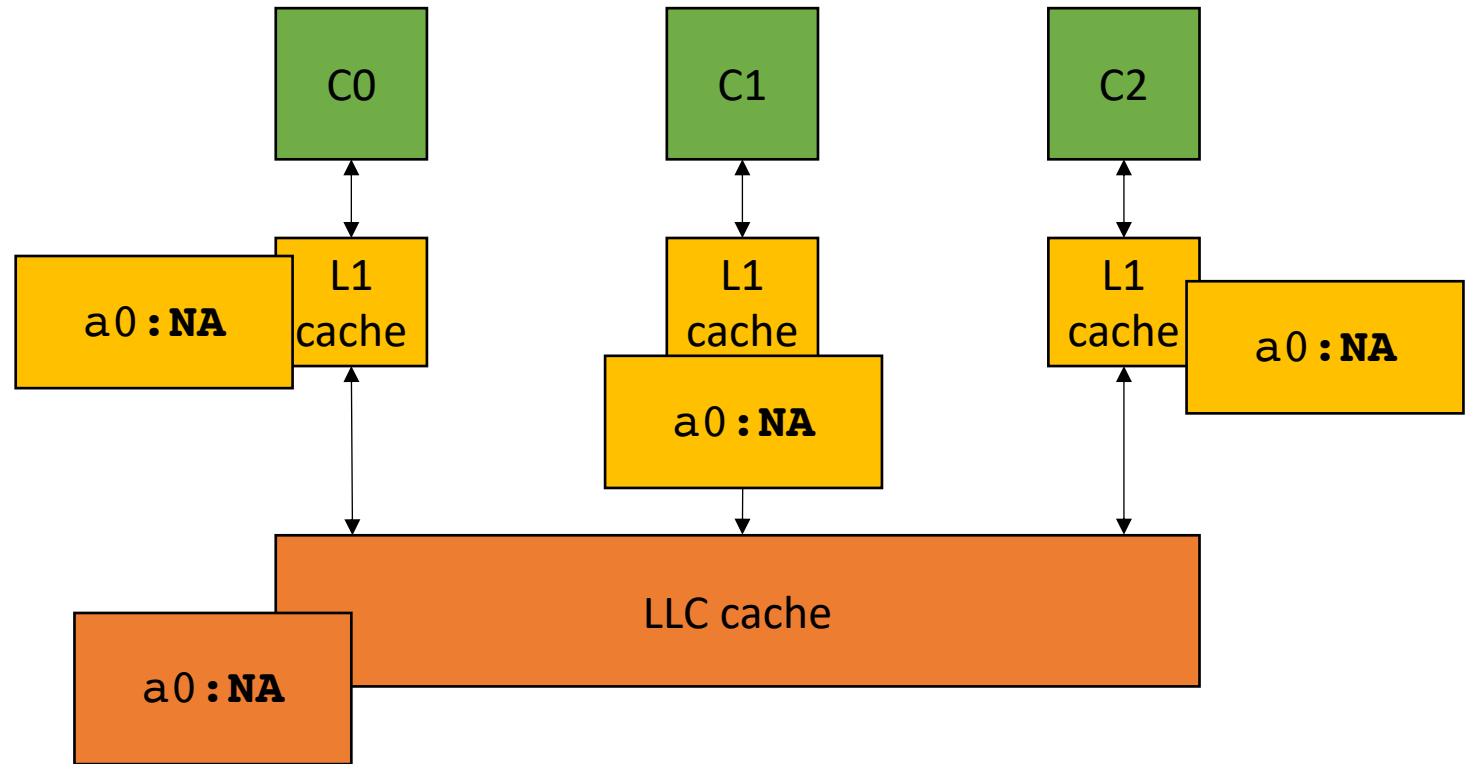 C0
C1
C2
L1
cache
L1
cache
L1
cache
a0:NA
a0:NA
a0:NA
LLC cache
a0:NA